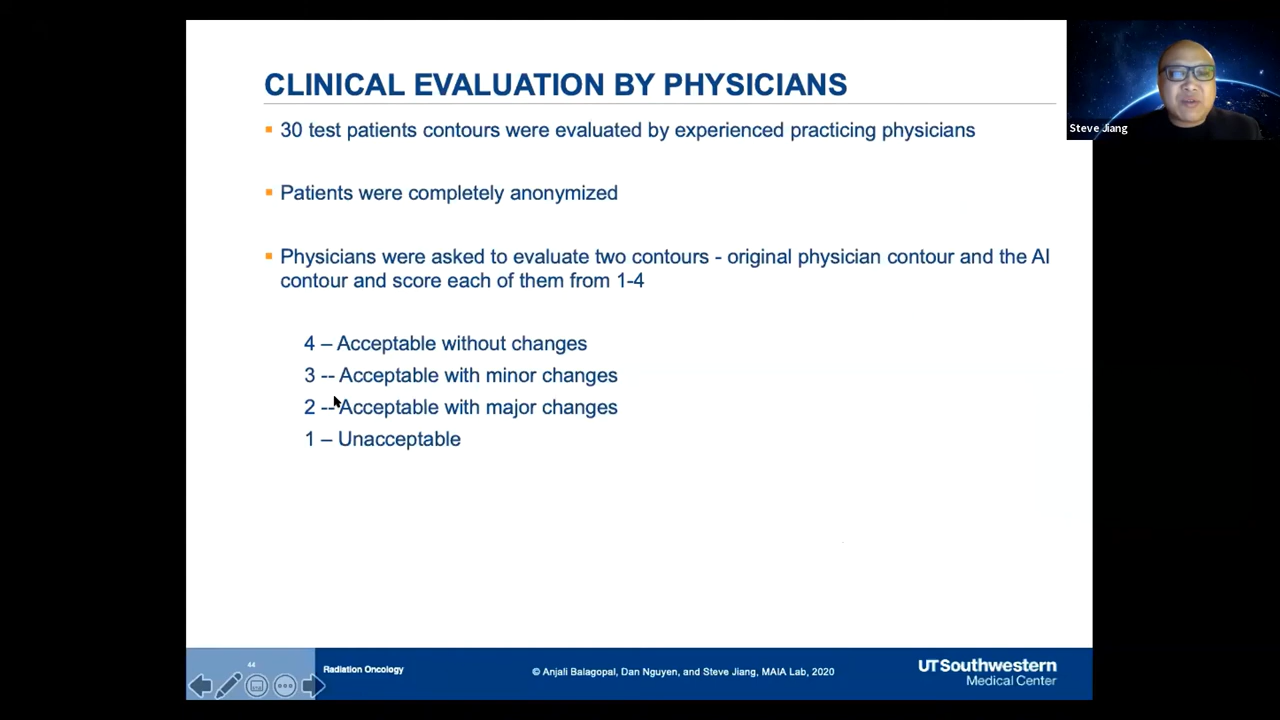 CLINICAL EVALUATION BY PHYSICIANS
30 test patients contours were evaluated by experienced practicing physicians
Patients were completely anonymized
Physicians were asked to evaluate two contours - original physician contour and the AI
contour and score each of them from 1-4
4 – Acceptable without changes
3 -- Acceptable with minor changes
2 -- Acceptable with major changes
1 – Unacceptable
Steve Jiang
44
Radiation Oncology
© Anjali Balagopal, Dan Nguyen, and Steve Jiang, MAIA Lab, 2020
UTSouthwestern
Medical Center